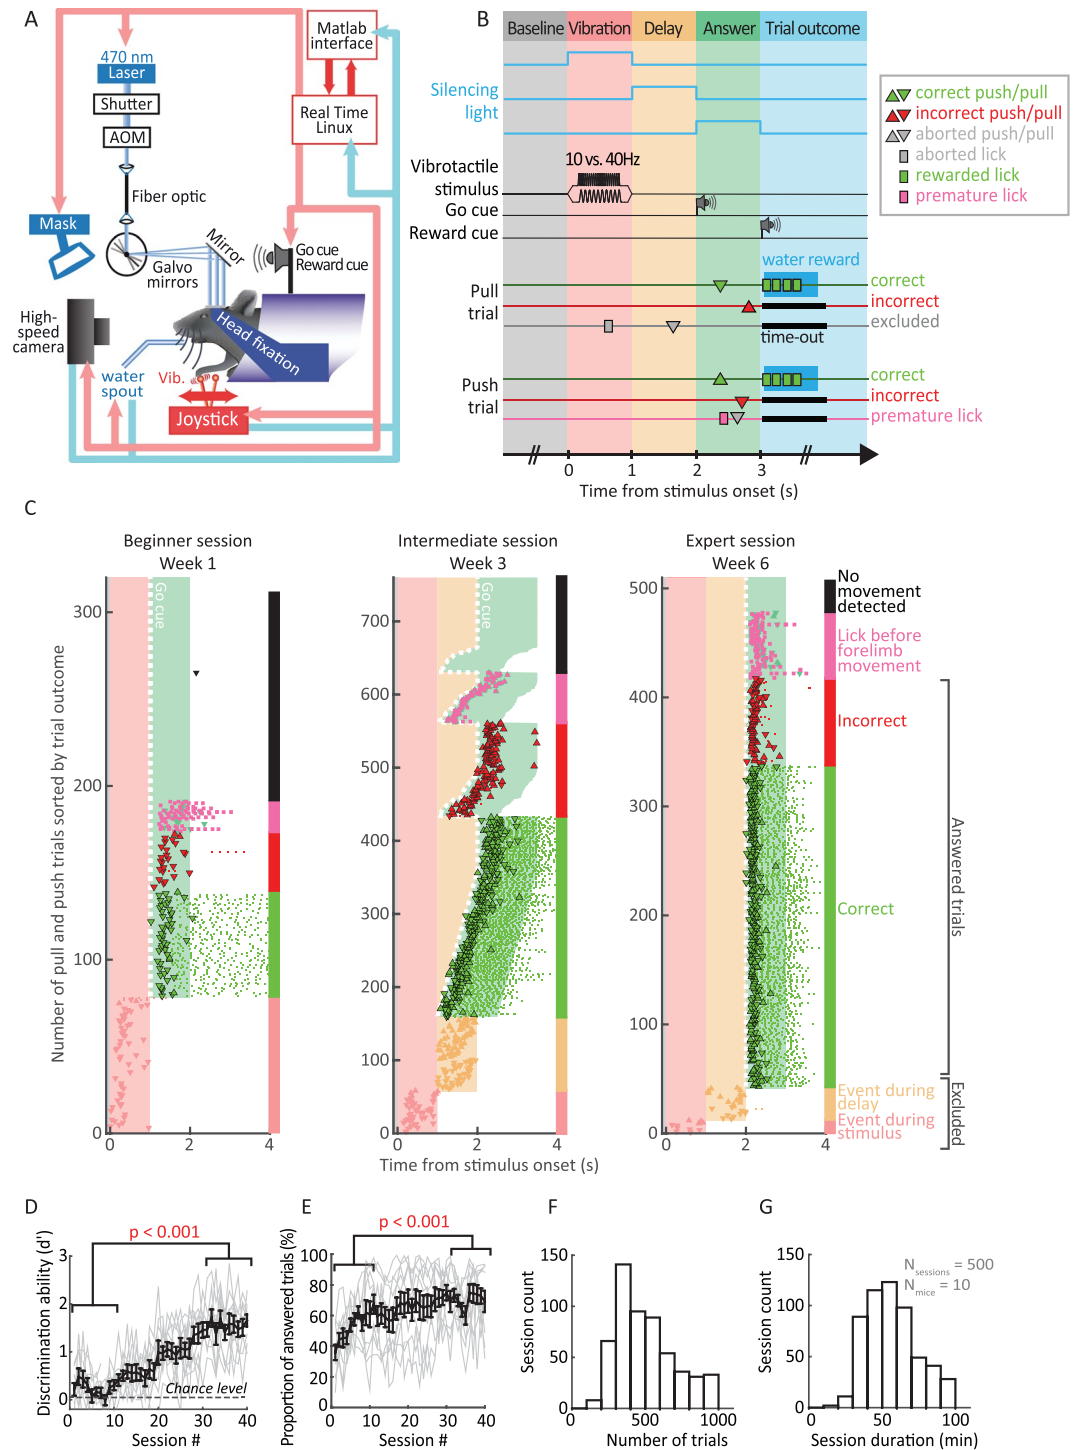 A
470 nm
Laser
Shutter
AOM
Fiber optic
Mask
Galvo
mirrors
Mirror
Matlab
interface
Real Time
Linux
Go cue
Reward cue
High-
speed
camera
Head fixation
water
spout
Vib.
Joystick
B
Baseline
Vibration
Delay
Answer
Trial outcome
Silencing
light
Vibrotactile
stimulus
10 vs. 40Hz
Go cue
Reward cue
water reward
Pull
trial
correct
incorrect
excluded
time-out
Push
trial
correct
incorrect
premature lick
0 1 2 3
Time from stimulus onset (s)
correct push/pull
incorrect push/pull
aborted push/pull
aborted lick
rewarded lick
premature lick
C
Beginner session
Week 1
Intermediate session
Week 3
Expert session
Week 6
Number of pull and push trials sorted by trial outcome
300
200
100
0
0 2 4
Go cue
700
600
500
400
300
200
100
0
0 2 4
Go cue
500
400
300
200
100
0
0 2 4
Time from stimulus onset (s)
No
movement
detected
Lick before
forelimb
movement
Incorrect
Correct
Event during
delay
Event during
stimulus
Answered trials
Excluded
D
p < 0.001
Discrimination ability (d')
3
2
1
0
Chance level
0 10 20 30 40
Session #
E
p < 0.001
Proportion of answered trials (%)
100
80
60
40
20
0
0 10 20 30 40
Session #
F
Session count
150
100
50
0
500
1000
Number of trials
G
Session count
150
100
50
0
50
100
Session duration (min)
Nsessions = 500
Nmice = 10